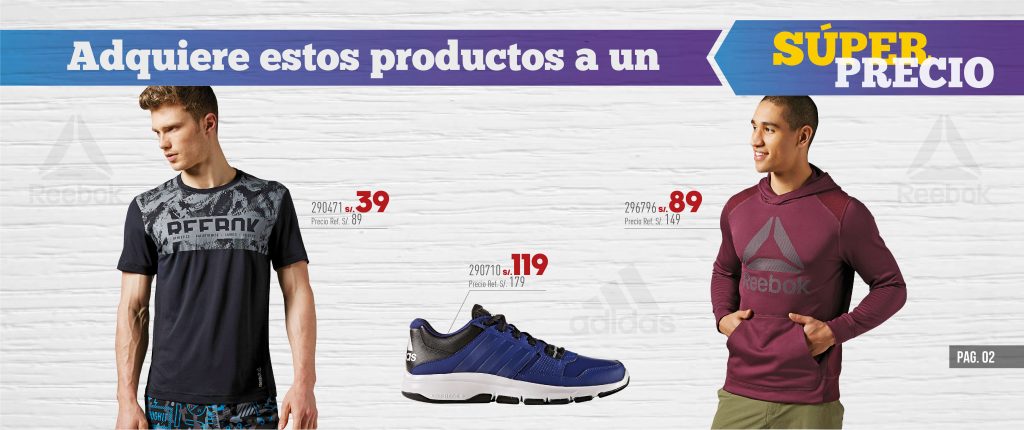 Adquiere estos productos a un
SÚPER
PRECIO
Reebok
Reebok
REEBOK
290471 S/. 39
Precio Ref. S/. 89
296796 S/. 89
Precio Ref. S/. 149
Reebok
290710 S/. 119
Precio Ref. S/. 179
adidas
das
PAG. 02